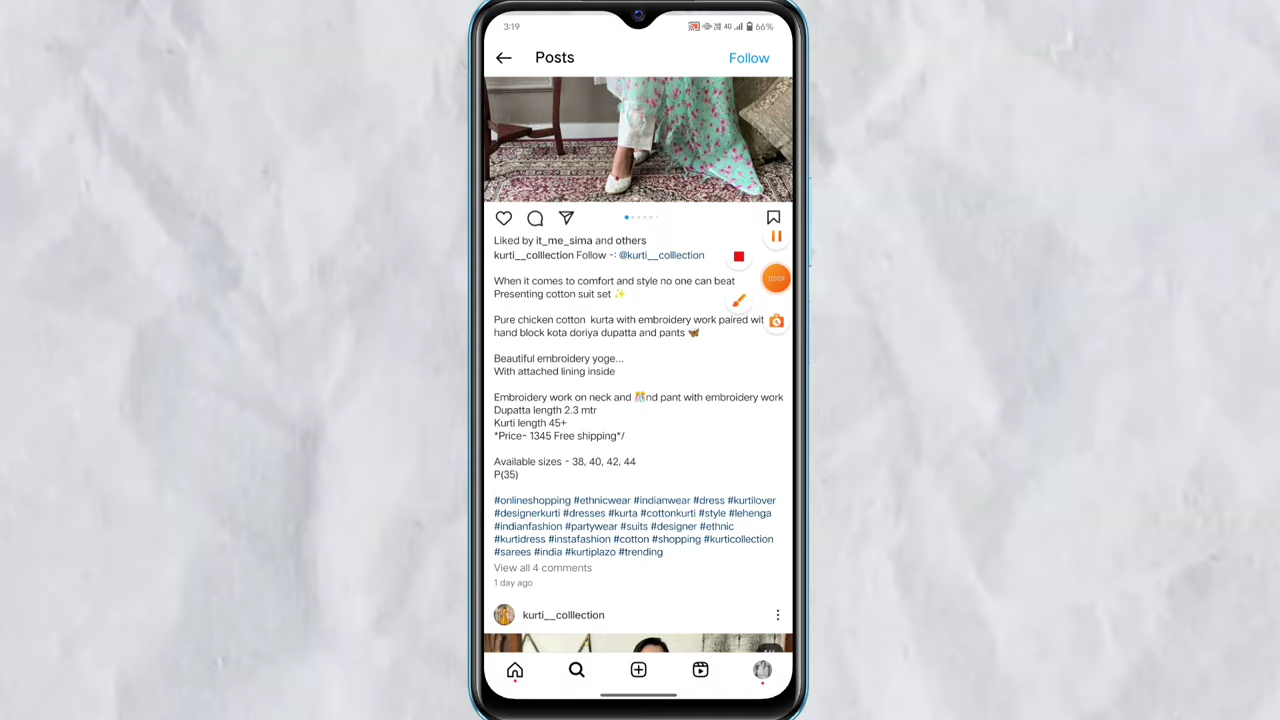 3:19
4G 66%
Posts
Follow
Liked by it_me_sima and others
kurti__colllection Follow -: @kurti__colllection
02:09
When it comes to comfort and style no one can beat
Presenting cotton suit set ✨
Pure chicken cotton kurta with embroidery work paired wit
hand block kota doriya dupatta and pants 🦋
Beautiful embroidery yoge...
With attached lining inside
Embroidery work on neck and 🎊nd pant with embroidery work
Dupatta length 2.3 mtr
Kurti length 45+
*Price- 1345 Free shipping*/
Available sizes - 38, 40, 42, 44
P(35)
#onlineshopping #ethnicwear #indianwear #dress #kurtilover
#designerkurti #dresses #kurta #cottonkurti #style #lehenga
#indianfashion #partywear #suits #designer #ethnic
#kurtidress #instafashion #cotton #shopping #kurticollection
#sarees #india #kurtiplazo #trending
View all 4 comments
1 day ago
kurti__colllection